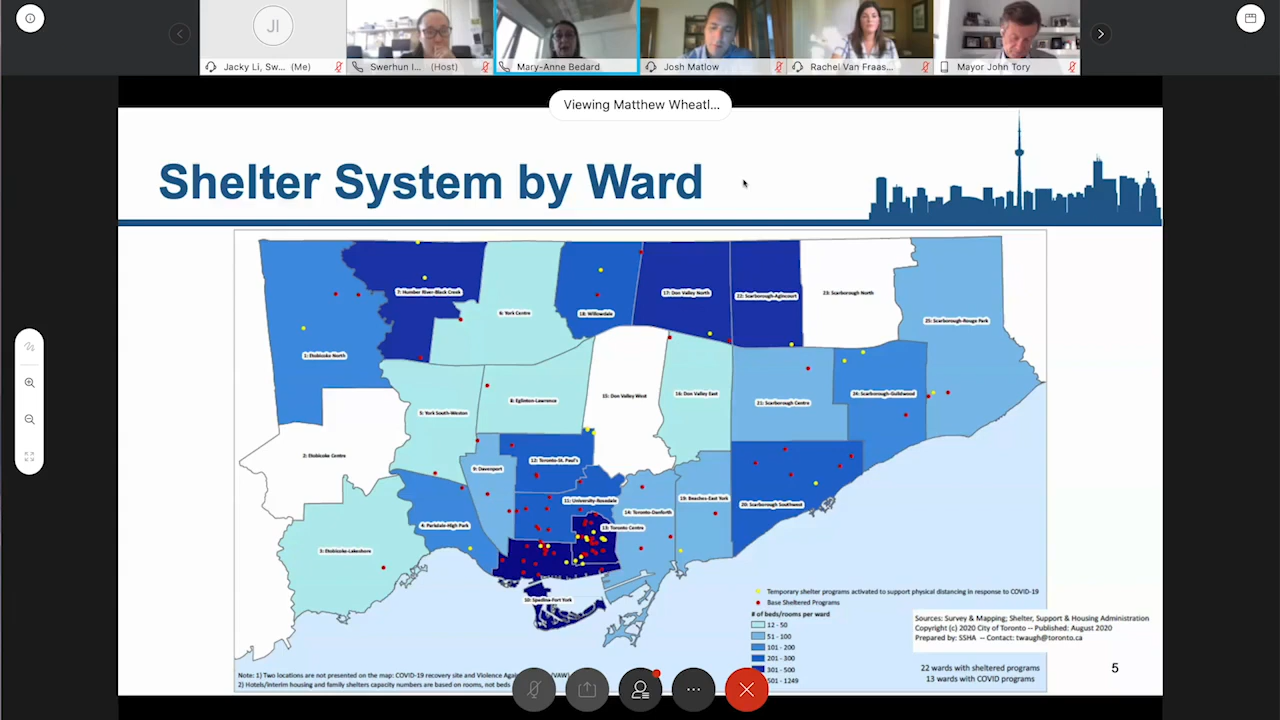 JI
Jacky Li, Sw... (Me)
Swerhun I... (Host)
Mary-Anne Bedard
Josh Matlow
Rachel Van Fraas...
Mayor John Tory
Viewing Matthew Wheatl...
Shelter System by Ward
7: Humber River-Black Creek
6: York Centre
18: Willowdale
17: Don Valley North
22: Scarborough-Agincourt
23: Scarborough North
25: Scarborough-Rouge Park
1: Etobicoke North
5: York South-Weston
8: Eglinton-Lawrence
15: Don Valley West
16: Don Valley East
21: Scarborough Centre
24: Scarborough-Guildwood
2: Etobicoke Centre
9: Davenport
12: Toronto-St. Paul's
11: University-Rosedale
19: Beaches-East York
20: Scarborough Southwest
14: Toronto-Danforth
4: Parkdale-High Park
13: Toronto Centre
3: Etobicoke-Lakeshore
10: Spadina-Fort York
Temporary shelter programs activated to support physical distancing in response to COVID-19
Base Sheltered Programs
# of beds/rooms per ward
12 - 50
51 - 100
101 - 200
201 - 300
301 - 500
501 - 1249
Sources: Survey & Mapping; Shelter, Support & Housing Administration
Copyright (c) 2020 City of Toronto -- Published: August 2020
Prepared by: SSHA -- Contact: twaugh@toronto.ca
22 wards with sheltered programs
13 wards with COVID programs
5
Note: 1) Two locations are not presented on the map: COVID-19 recovery site and Violence Agai (VAW)
2) Hotels/interim housing and family shelters capacity numbers are based on rooms, not beds